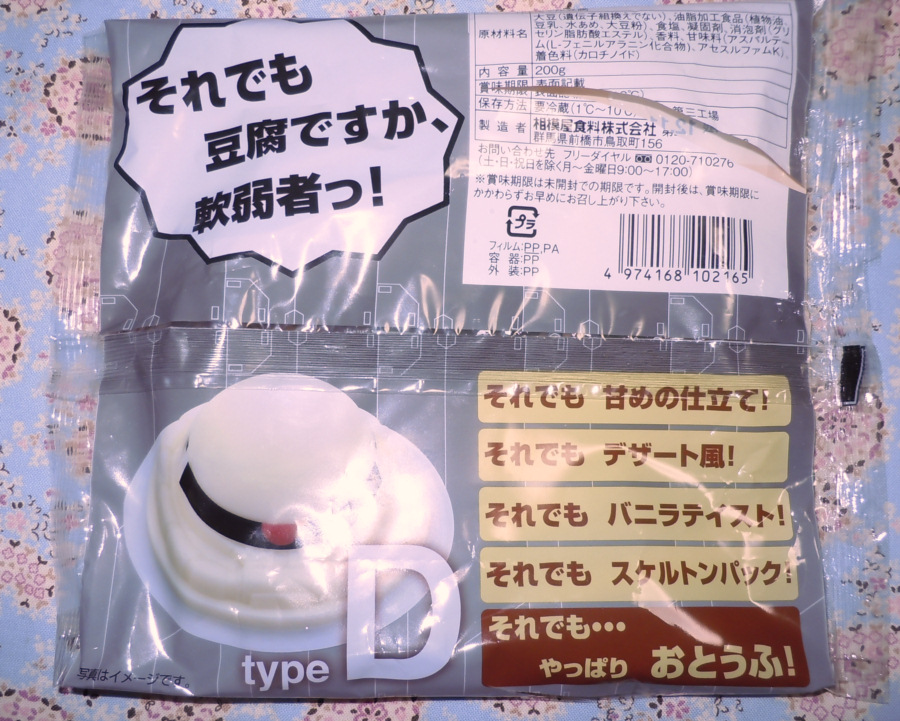 それでも
豆腐ですか、
軟弱者っ!
原材料名
大豆(遺伝子組換えでない)、油脂加工食品(植物油、
豆乳、水あめ、大豆粉)、食塩、凝固剤、消泡剤(グリ
セリン脂肪酸エステル)、香料、甘味料(アスパルテー
ム(L-フェニルアラニン化合物)、アセスルファムK)、
着色料(カロチノイド)
内容量 200g
賞味期限 表面記載
保存方法 要冷蔵(1℃~10℃)
製造者 相模屋食料株式会社 第三工場
群馬県前橋市鳥取町156
お問い合わせ先 フリーダイヤル 0120-710276
(土・日・祝日を除く月~金曜日9:00~17:00)
※賞味期限は未開封での期限です。開封後は、賞味期限に
かかわらずお早めにお召し上がり下さい。
プラ
フィルム:PP,PA
容器:PP
外装:PP
4 974168 102165
それでも 甘めの仕立て!
それでも デザート風!
それでも バニラテイスト!
それでも スケルトンパック!
それでも…
やっぱり おとうふ!
type D
写真はイメージです。